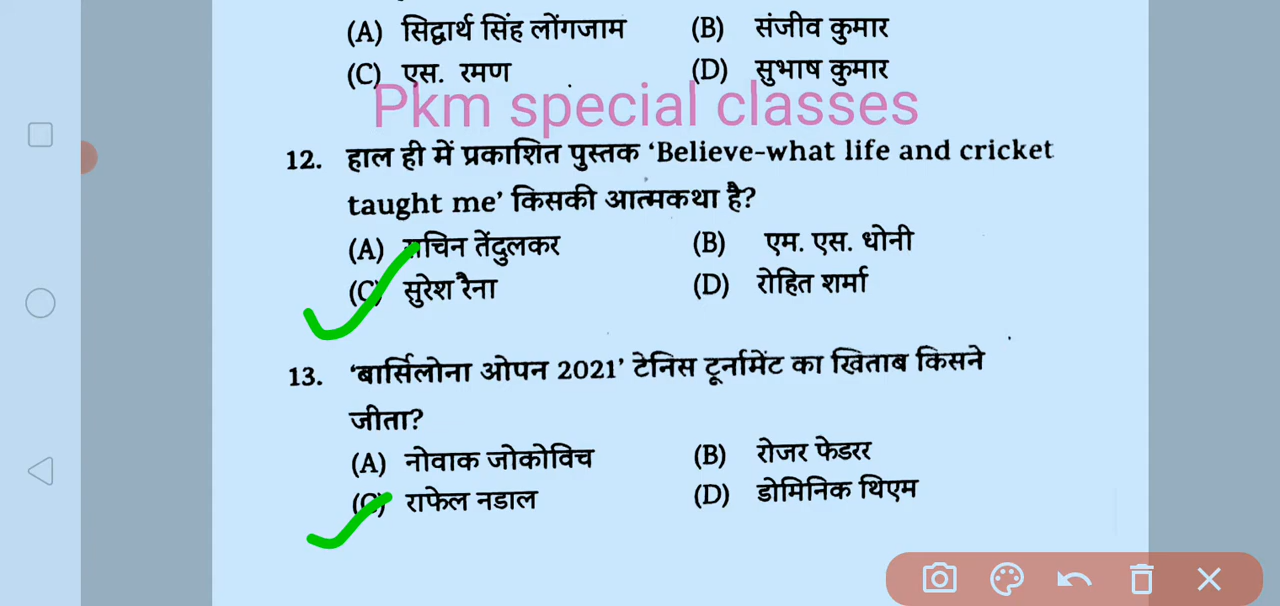 (A) सिद्धार्थ सिंह लोंगजाम (B) संजीव कुमार
(C) एस. रमण (D) सुभाष कुमार
Pkm special classes
12. हाल ही में प्रकाशित पुस्तक ‘Believe-what life and cricket
taught me’ किसकी आत्मकथा है?
(A) सचिन तेंदुलकर (B) एम. एस. धोनी
(C) सुरेश रैना (D) रोहित शर्मा
13. ‘बार्सिलोना ओपन 2021’ टेनिस टूर्नामेंट का खिताब किसने
जीता?
(A) नोवाक जोकोविच (B) रोजर फेडरर
(C) राफेल नडाल (D) डोमिनिक थिएम